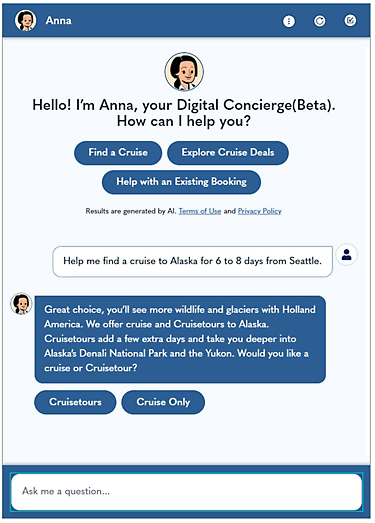 Anna
Hello! I'm Anna, your Digital Concierge(Beta).
How can I help you?
Find a Cruise
Explore Cruise Deals
Help with an Existing Booking
Results are generated by AI. Terms of Use and Privacy Policy
Help me find a cruise to Alaska for 6 to 8 days from Seattle.
Great choice, you'll see more wildlife and glaciers with Holland
America. We offer cruise and Cruisetours to Alaska.
Cruisetours add a few extra days and take you deeper into
Alaska's Denali National Park and the Yukon. Would you like a
cruise or Cruisetour?
Cruisetours
Cruise Only
Ask me a question...